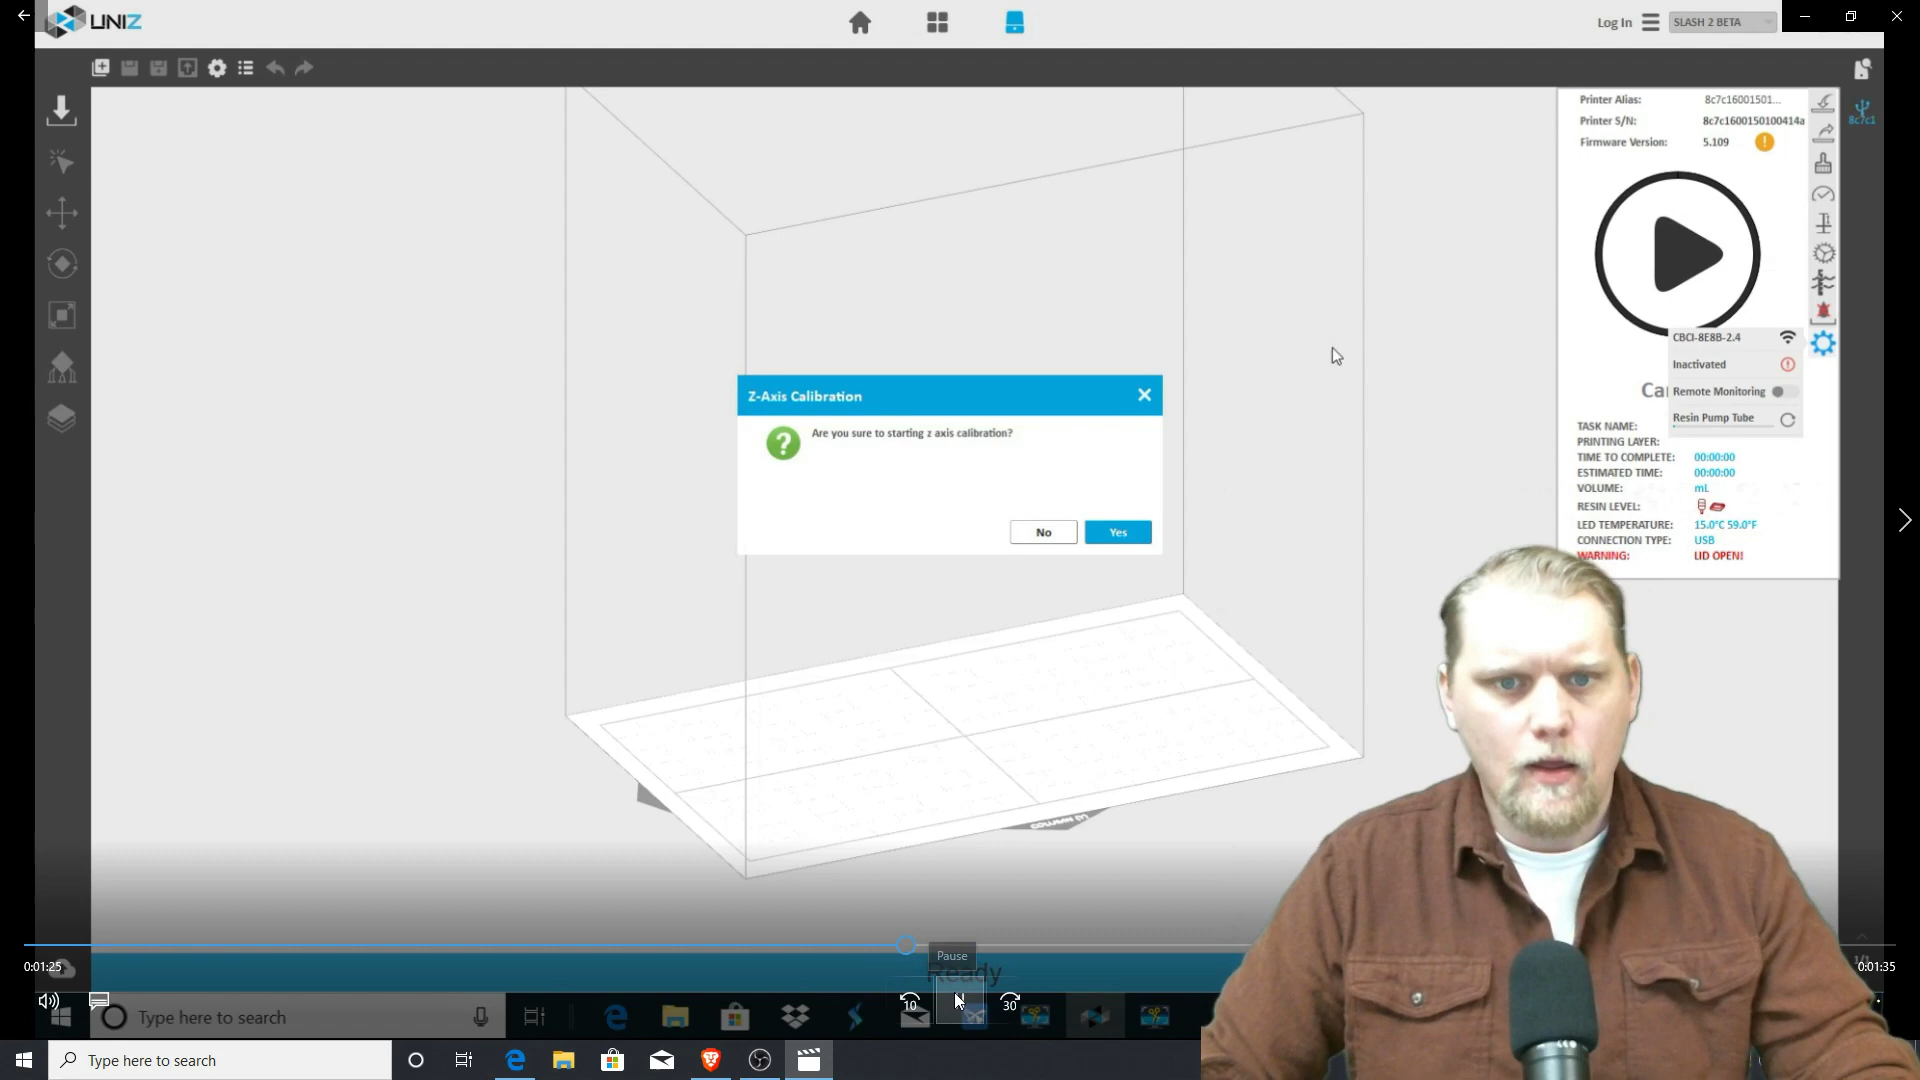 UNIZ
Log In
SLASH 2 BETA
Printer Alias: 8c7c16001501...
Printer S/N: 8c7c1600150100414a
Firmware Version: 5.109
8c7c1
CBCI-8E8B-2.4
Inactivated
Remote Monitoring
Resin Pump Tube
Ca
TASK NAME:
PRINTING LAYER:
TIME TO COMPLETE: 00:00:00
ESTIMATED TIME: 00:00:00
VOLUME: mL
RESIN LEVEL:
LED TEMPERATURE: 15.0°C 59.0°F
CONNECTION TYPE: USB
WARNING: LID OPEN!
Z-Axis Calibration
Are you sure to starting z axis calibration?
No Yes
COLUMN (Y)
Pause
Ready
0:01:25
0:01:35
10
30
Type here to search
Type here to search